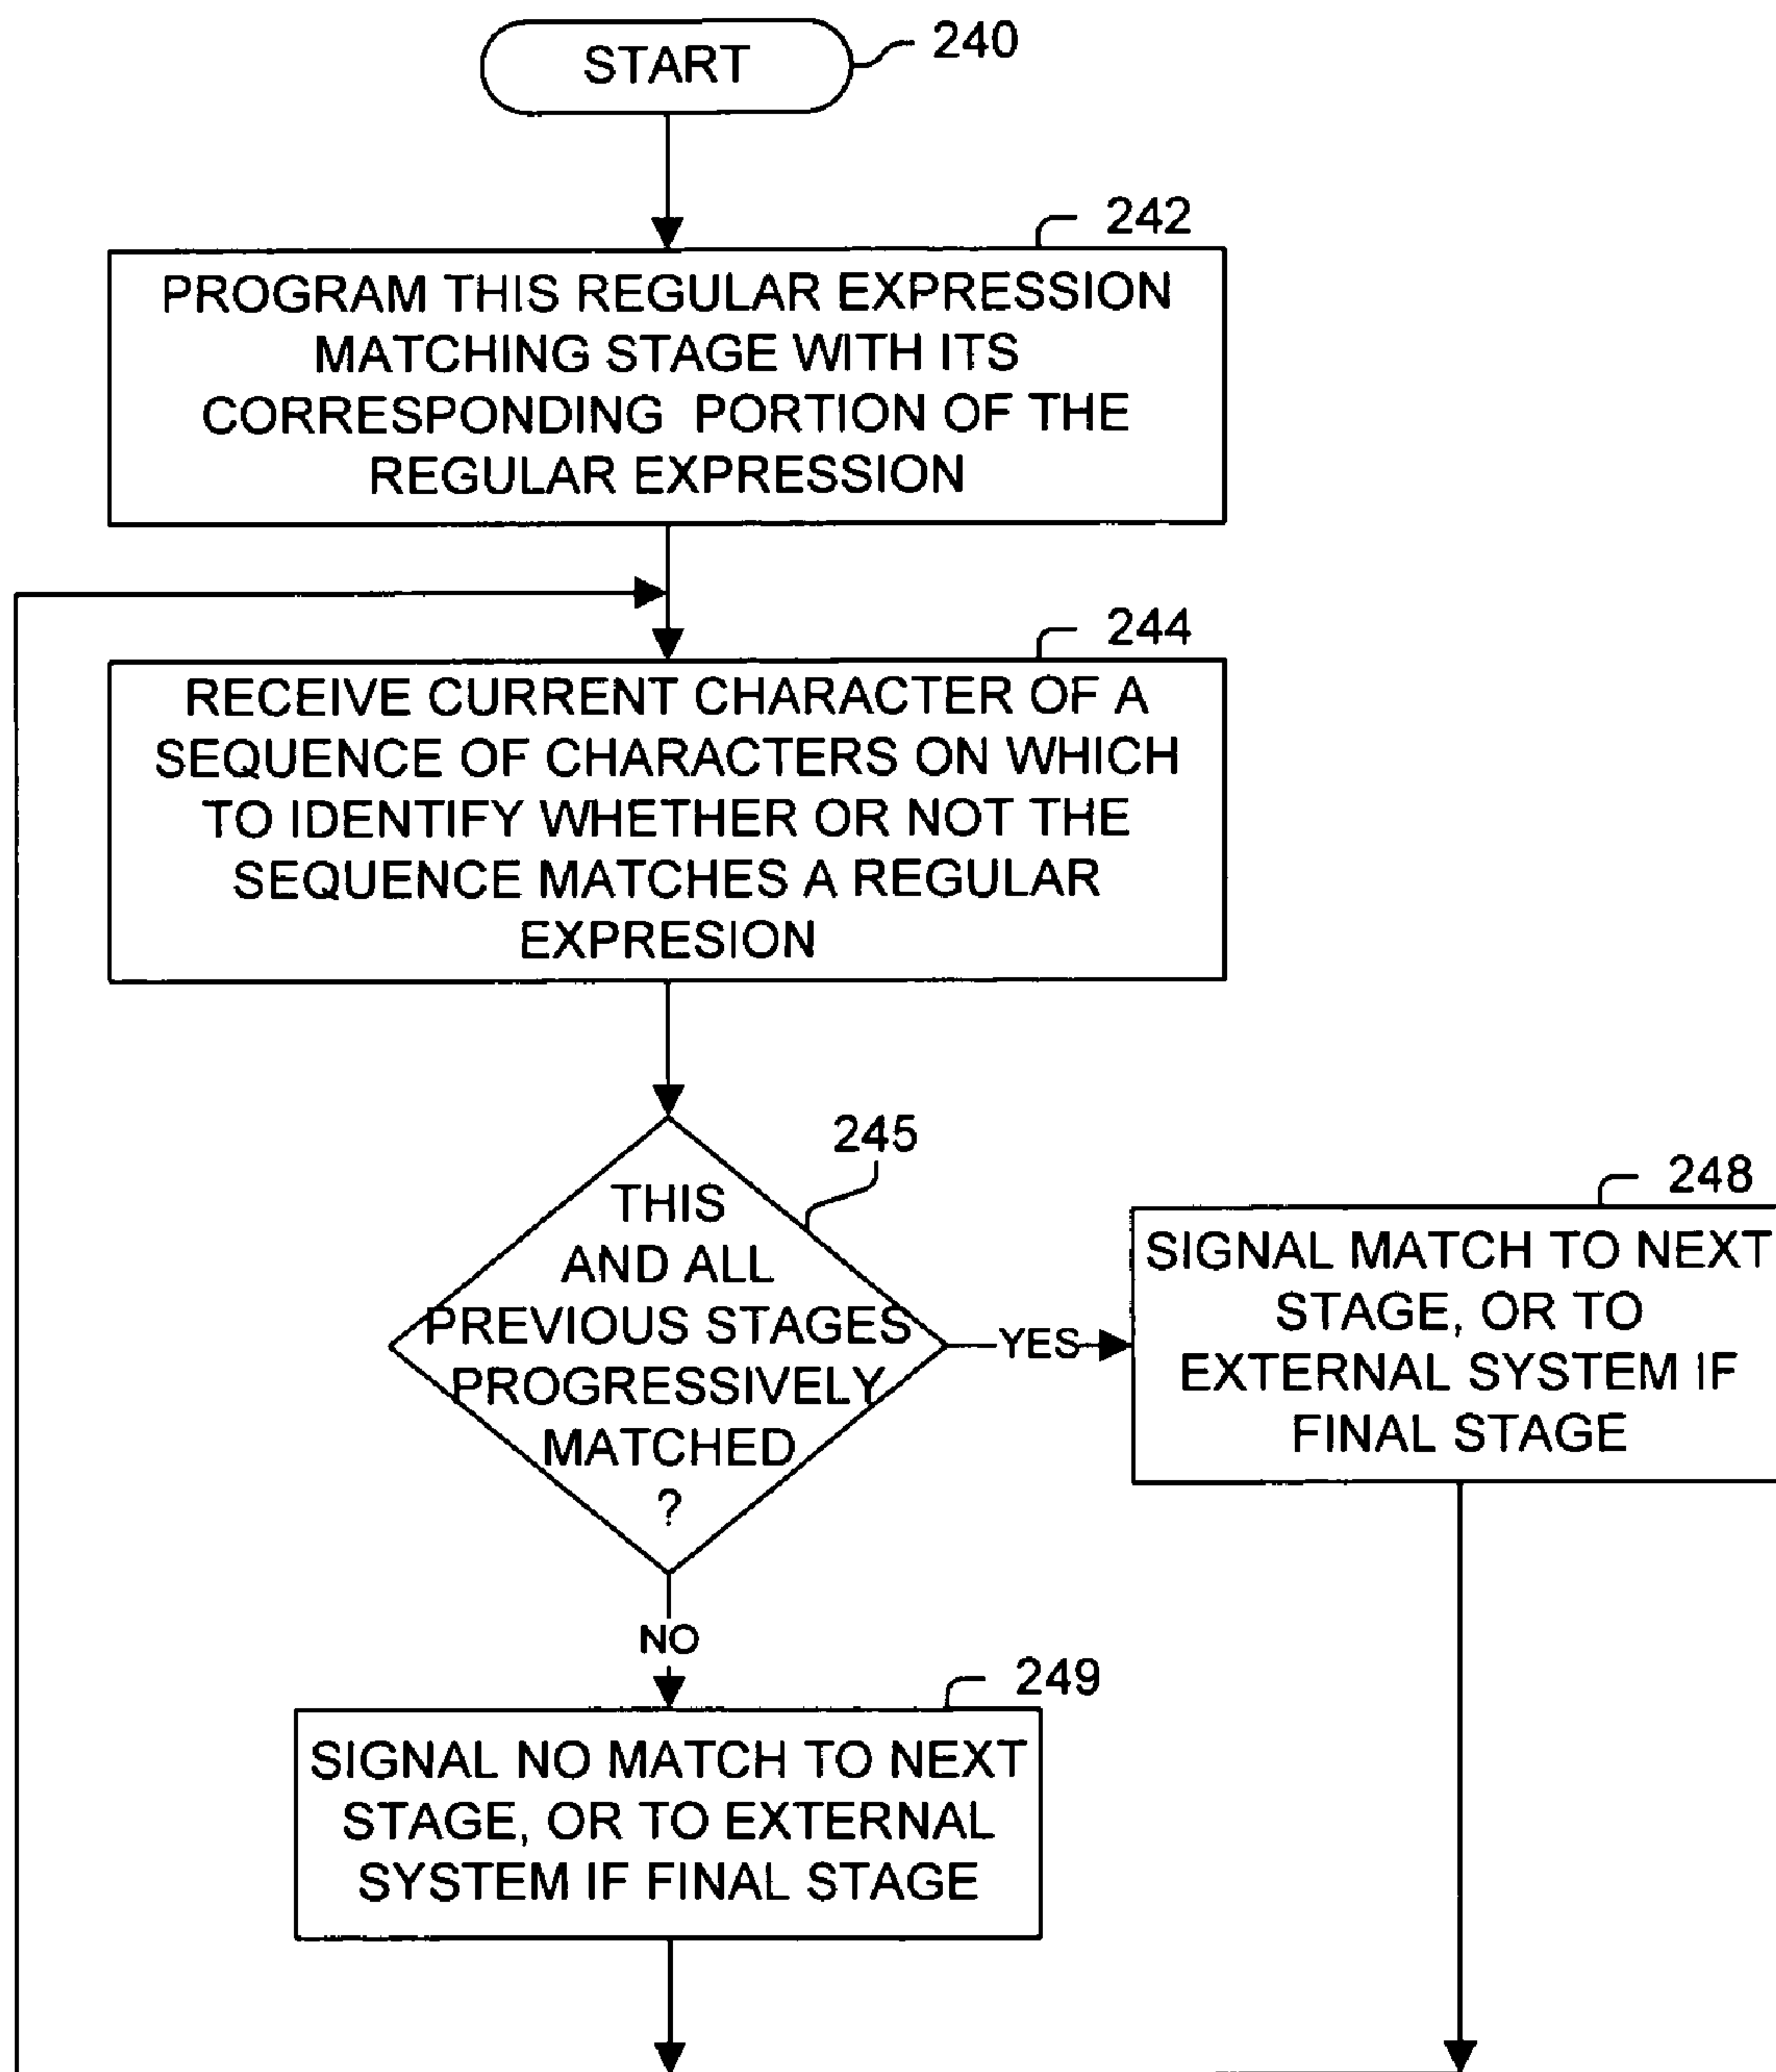 START
240
242
PROGRAM THIS REGULAR EXPRESSION
MATCHING STAGE WITH ITS
CORRESPONDING PORTION OF THE
REGULAR EXPRESSION
244
RECEIVE CURRENT CHARACTER OF A
SEQUENCE OF CHARACTERS ON WHICH
TO IDENTIFY WHETHER OR NOT THE
SEQUENCE MATCHES A REGULAR
EXPRESION
245
THIS
AND ALL
PREVIOUS STAGES
PROGRESSIVELY
MATCHED
?
YES
248
SIGNAL MATCH TO NEXT
STAGE, OR TO
EXTERNAL SYSTEM IF
FINAL STAGE
NO
249
SIGNAL NO MATCH TO NEXT
STAGE, OR TO EXTERNAL
SYSTEM IF FINAL STAGE